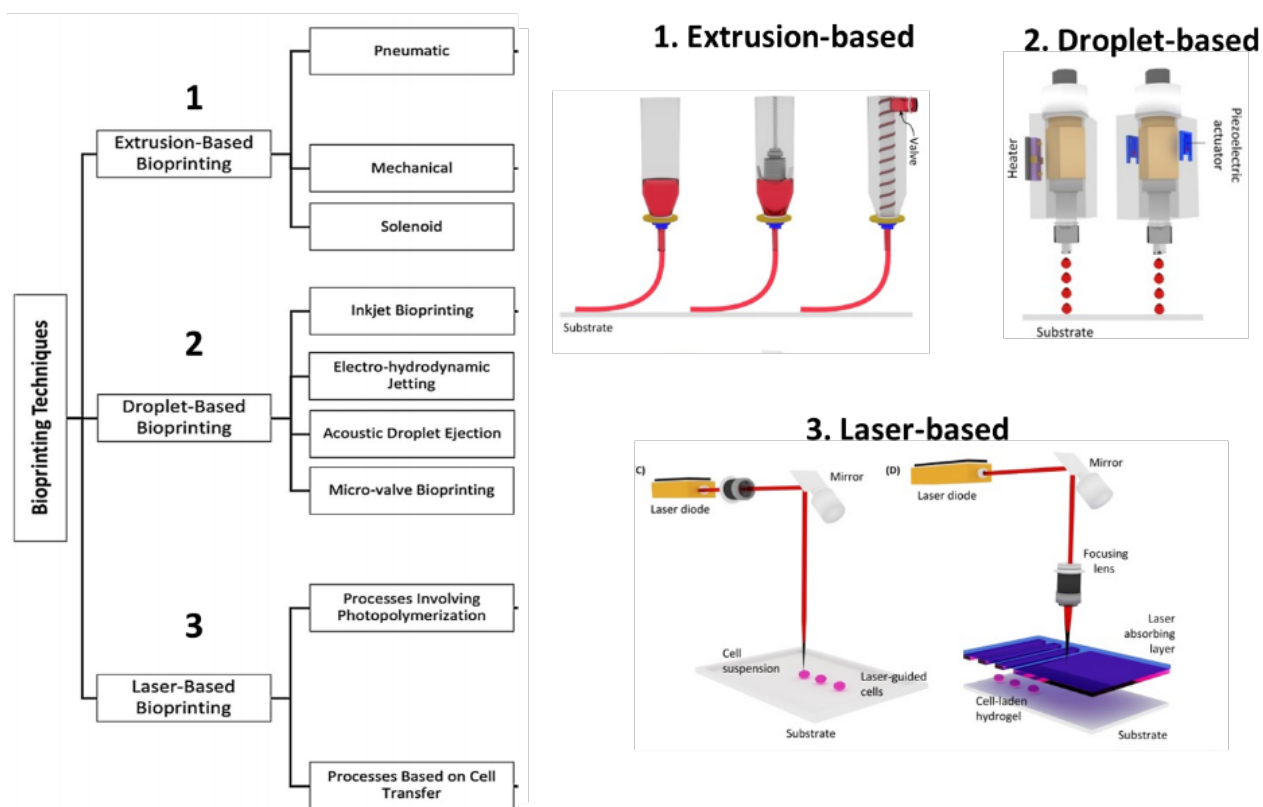 Bioprinting Techniques
1
Extrusion-Based
Bioprinting
Pneumatic
Mechanical
Solenoid
2
Droplet-Based
Bioprinting
Inkjet Bioprinting
Electro-hydrodynamic
Jetting
Acoustic Droplet Ejection
Micro-valve Bioprinting
3
Laser-Based
Bioprinting
Processes Involving
Photopolymerization
Processes Based on Cell
Transfer
1. Extrusion-based
Valve
Substrate
2. Droplet-based
Heater
Piezoelectric
actuator
Substrate
3. Laser-based
C)
Laser diode
Mirror
Cell
suspension
Laser-guided
cells
Substrate
(D)
Laser diode
Mirror
Focusing
lens
Laser
absorbing
layer
Cell-laden
hydrogel
Substrate